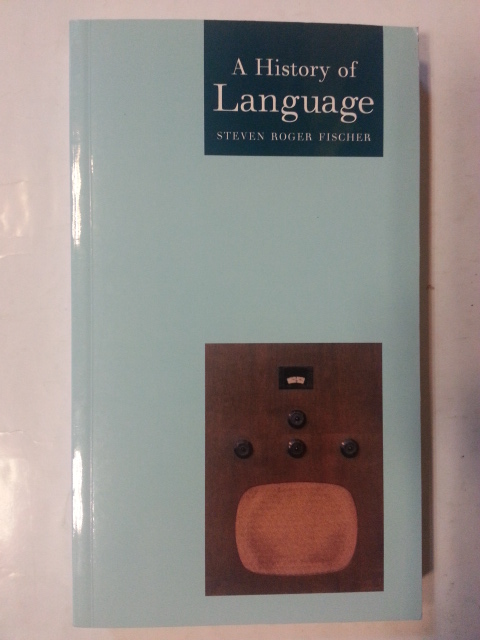 A History of
Language
STEVEN ROGER FISCHER